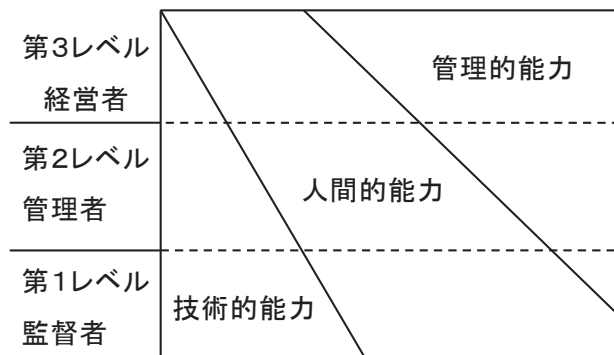 第3レベル
経営者
管理的能力
第2レベル
管理者
人間的能力
第1レベル
監督者
技術的能力